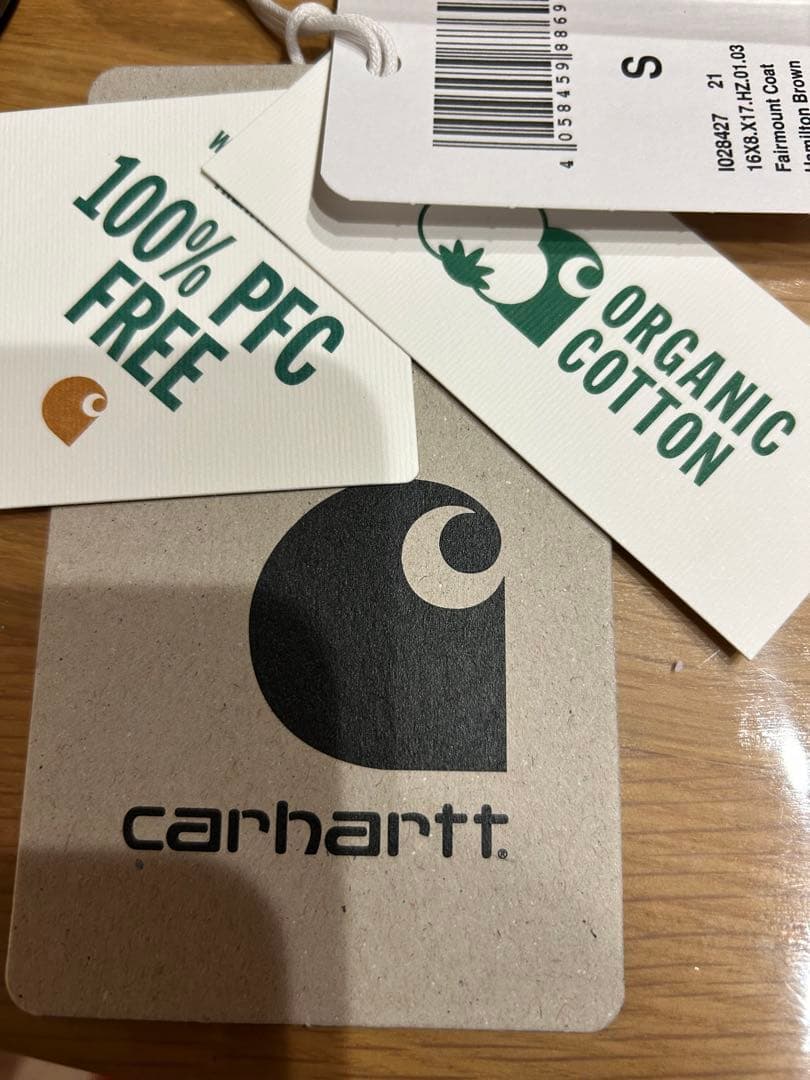 4 058459 8869
S
I028427 21
16X8.X17.HZ.01.03
Fairmount Coat
Hamilton Brown
100% PFC
FREE
ORGANIC
COTTON
carhartt®